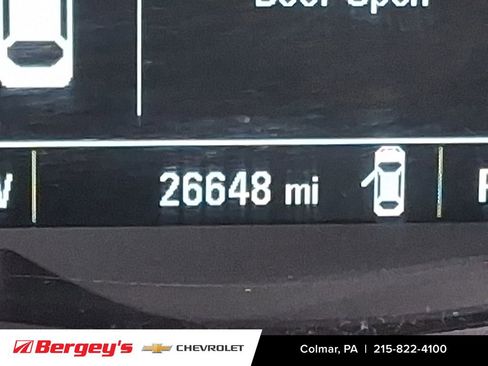 Door Open
26648 mi
Bergey's CHEVROLET Colmar, PA | 215-822-4100